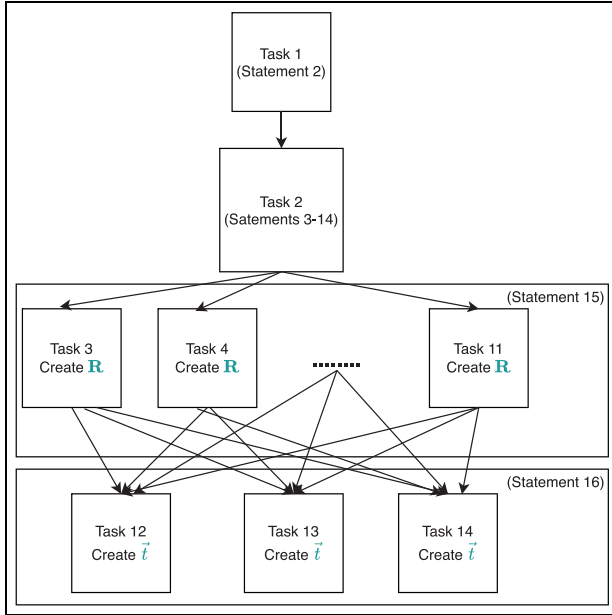 Task 1
(Statement 2)
Task 2
(Satements 3-14)
(Statement 15)
Task 3
Create R
Task 4
Create R
........
Task 11
Create R
(Statement 16)
Task 12
Create t⃗
Task 13
Create t⃗
Task 14
Create t⃗